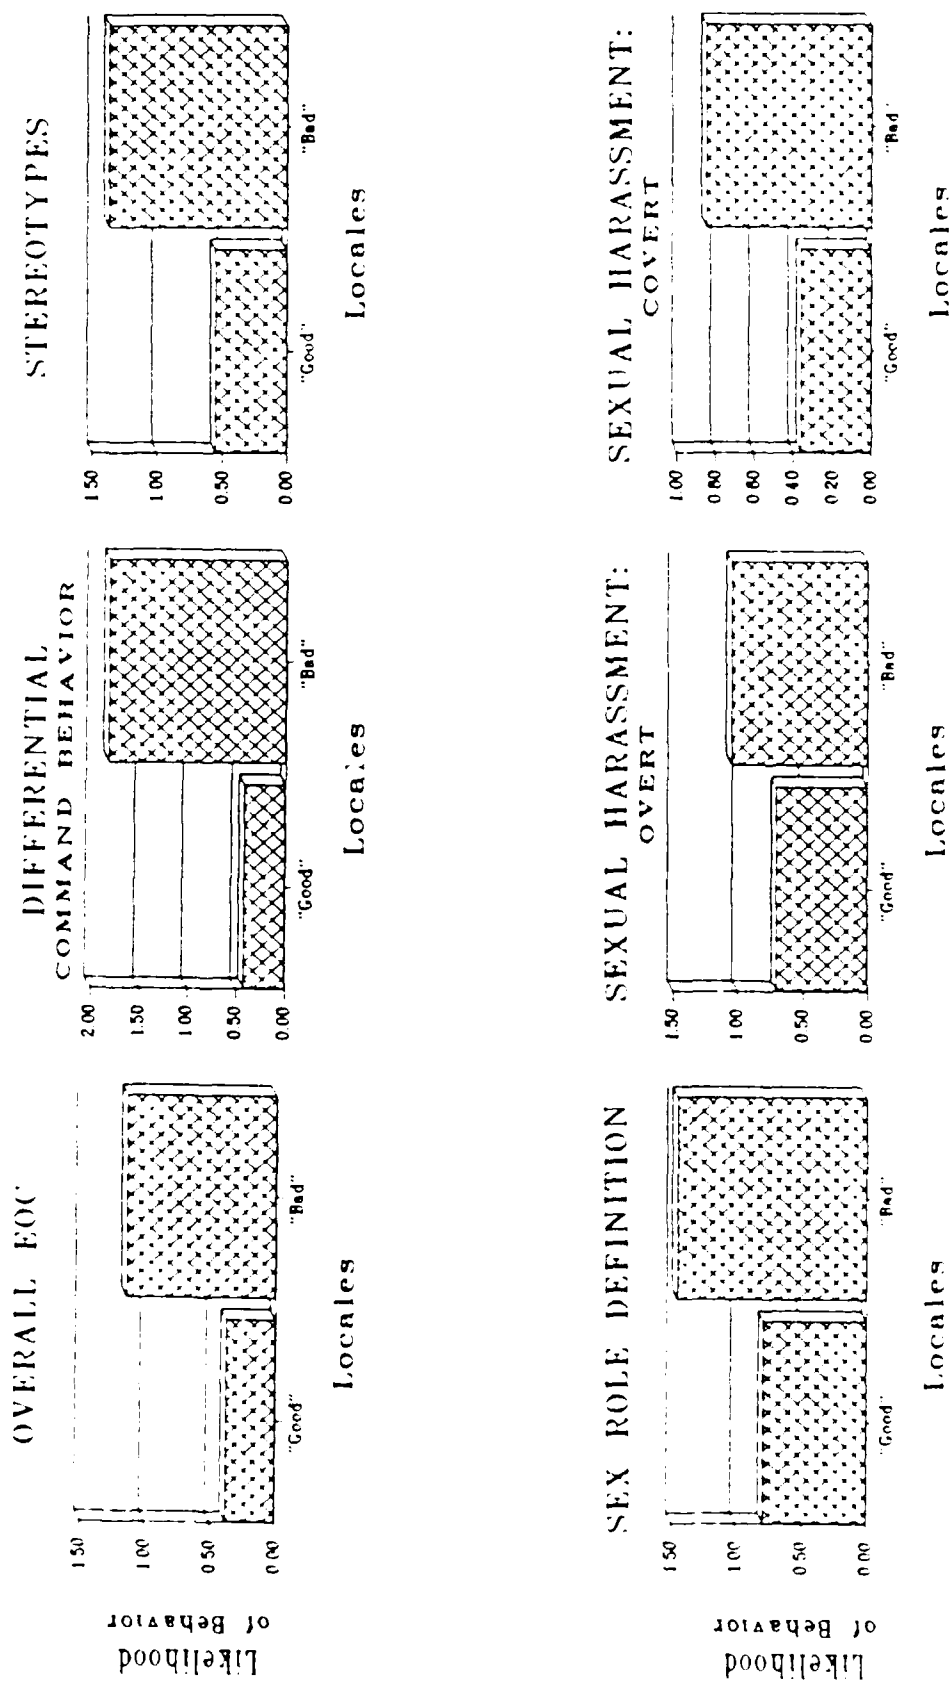 OVERALL EOC
Likelihood
of Behavior
1.50
1.00
0.50
0.00
"Good"
"Bad"
Locales
DIFFERENTIAL
COMMAND BEHAVIOR
2.00
1.50
1.00
0.50
0.00
"Good"
"Bad"
Locales
STEREOTYPES
1.50
1.00
0.50
0.00
"Good"
"Bad"
Locales
SEX ROLE DEFINITION
Likelihood
of Behavior
1.50
1.00
0.50
0.00
"Good"
"Bad"
Locales
SEXUAL HARASSMENT:
OVERT
1.50
1.00
0.50
0.00
"Good"
"Bad"
Locales
SEXUAL HARASSMENT:
COVERT
1.00
0.80
0.60
0.40
0.20
0.00
"Good"
"Bad"
Locales